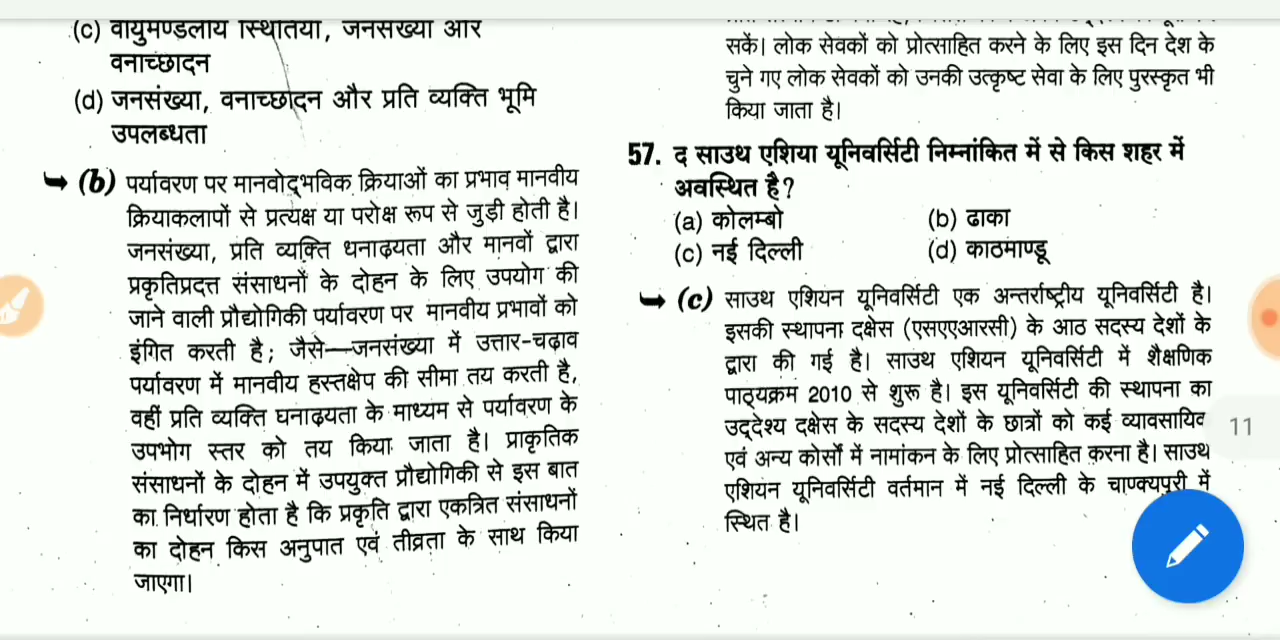 (c) वायुमण्डलीय स्थितियां, जनसंख्या और
वनाच्छादन
(d) जनसंख्या, वनाच्छादन और प्रति व्यक्ति भूमि
उपलब्धता
(b) पर्यावरण पर मानवोद्भविक क्रियाओं का प्रभाव मानवीय
क्रियाकलापों से प्रत्यक्ष या परोक्ष रूप से जुड़ी होती है।
जनसंख्या, प्रति व्यक्ति धनाढ़यता और मानवों द्वारा
प्रकृतिप्रदत्त संसाधनों के दोहन के लिए उपयोग की
जाने वाली प्रौद्योगिकी पर्यावरण पर मानवीय प्रभावों को
इंगित करती है; जैसे—जनसंख्या में उत्तार-चढ़ाव
पर्यावरण में मानवीय हस्तक्षेप की सीमा तय करती है,
वहीं प्रति व्यक्ति घनाढ़यता के माध्यम से पर्यावरण के
उपभोग स्तर को तय किया जाता है। प्राकृतिक
संसाधनों के दोहन में उपयुक्त प्रौद्योगिकी से इस बात
का निर्धारण होता है कि प्रकृति द्वारा एकत्रित संसाधनों
का दोहन किस अनुपात एवं तीव्रता के साथ किया
जाएगा।
सकें। लोक सेवकों को प्रोत्साहित करने के लिए इस दिन देश के
चुने गए लोक सेवकों को उनकी उत्कृष्ट सेवा के लिए पुरस्कृत भी
किया जाता है।
57. द साउथ एशिया यूनिवर्सिटी निम्नांकित में से किस शहर में
अवस्थित है?
(a) कोलम्बो (b) ढाका
(c) नई दिल्ली (d) काठमाण्डू
(c) साउथ एशियन यूनिवर्सिटी एक अन्तर्राष्ट्रीय यूनिवर्सिटी है।
इसकी स्थापना दक्षेस (एसएएआरसी) के आठ सदस्य देशों के
द्वारा की गई है। साउथ एशियन यूनिवर्सिटी में शैक्षणिक
पाठ्यक्रम 2010 से शुरू है। इस यूनिवर्सिटी की स्थापना का
उद्देश्य दक्षेस के सदस्य देशों के छात्रों को कई व्यावसायिव
एवं अन्य कोर्सों में नामांकन के लिए प्रोत्साहित करना है। साउथ
एशियन यूनिवर्सिटी वर्तमान में नई दिल्ली के चाणक्यपुरी में
स्थित है।
11